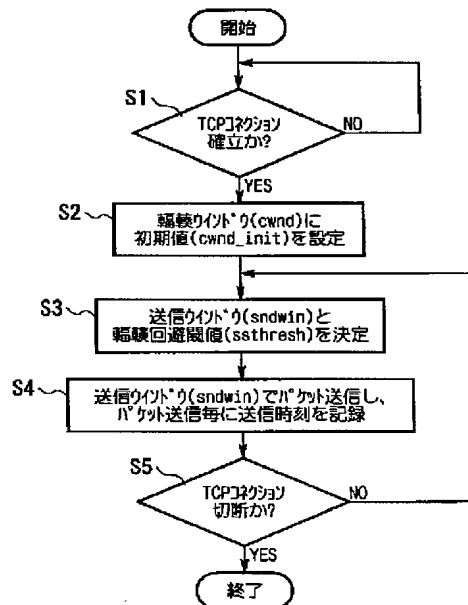 開始
S1
TCPコネクション
確立か?
NO
YES
S2
輻輳ウインドウ(cwnd)に
初期値(cwnd_init)を設定
S3
送信ウインドウ(sndwin)と
輻輳回避閾値(ssthresh)を決定
S4
送信ウインドウ(sndwin)でパケット送信し、
パケット送信毎に送信時刻を記録
S5
TCPコネクション
切断か?
NO
YES
終了